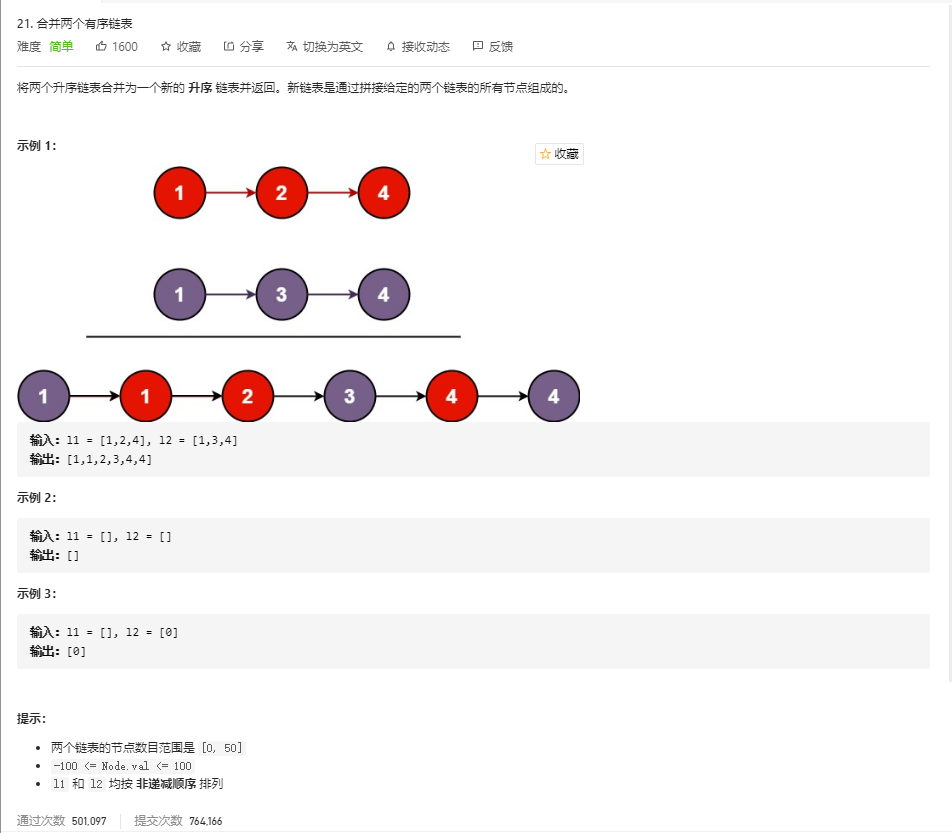 21. 合并两个有序链表
难度 简单 1600 收藏 分享 切换为英文 接收动态 反馈
将两个升序链表合并为一个新的 升序 链表并返回。新链表是通过拼接给定的两个链表的所有节点组成的。
示例 1：
收藏
1 2 4
1 3 4
1 1 2 3 4 4
输入：l1 = [1,2,4], l2 = [1,3,4]
输出：[1,1,2,3,4,4]
示例 2：
输入：l1 = [], l2 = []
输出：[]
示例 3：
输入：l1 = [], l2 = [0]
输出：[0]
提示：
• 两个链表的节点数目范围是 [0, 50]
• -100 <= Node.val <= 100
• l1 和 l2 均按 非递减顺序 排列
通过次数 501,097 提交次数 764,166